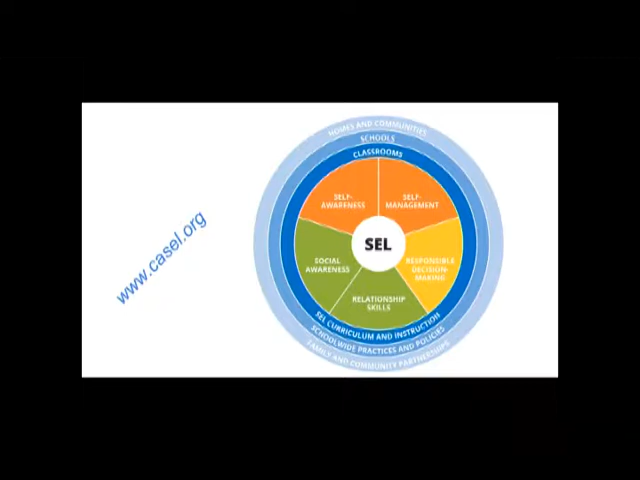 www.casel.org
HOMES AND COMMUNITIES
SCHOOLS
CLASSROOMS
SELF-
AWARENESS
SELF-
MANAGEMENT
SEL
SOCIAL
AWARENESS
RESPONSIBLE
DECISION-
MAKING
RELATIONSHIP
SKILLS
SEL CURRICULUM AND INSTRUCTION
SCHOOLWIDE PRACTICES AND POLICIES
FAMILY AND COMMUNITY PARTNERSHIPS